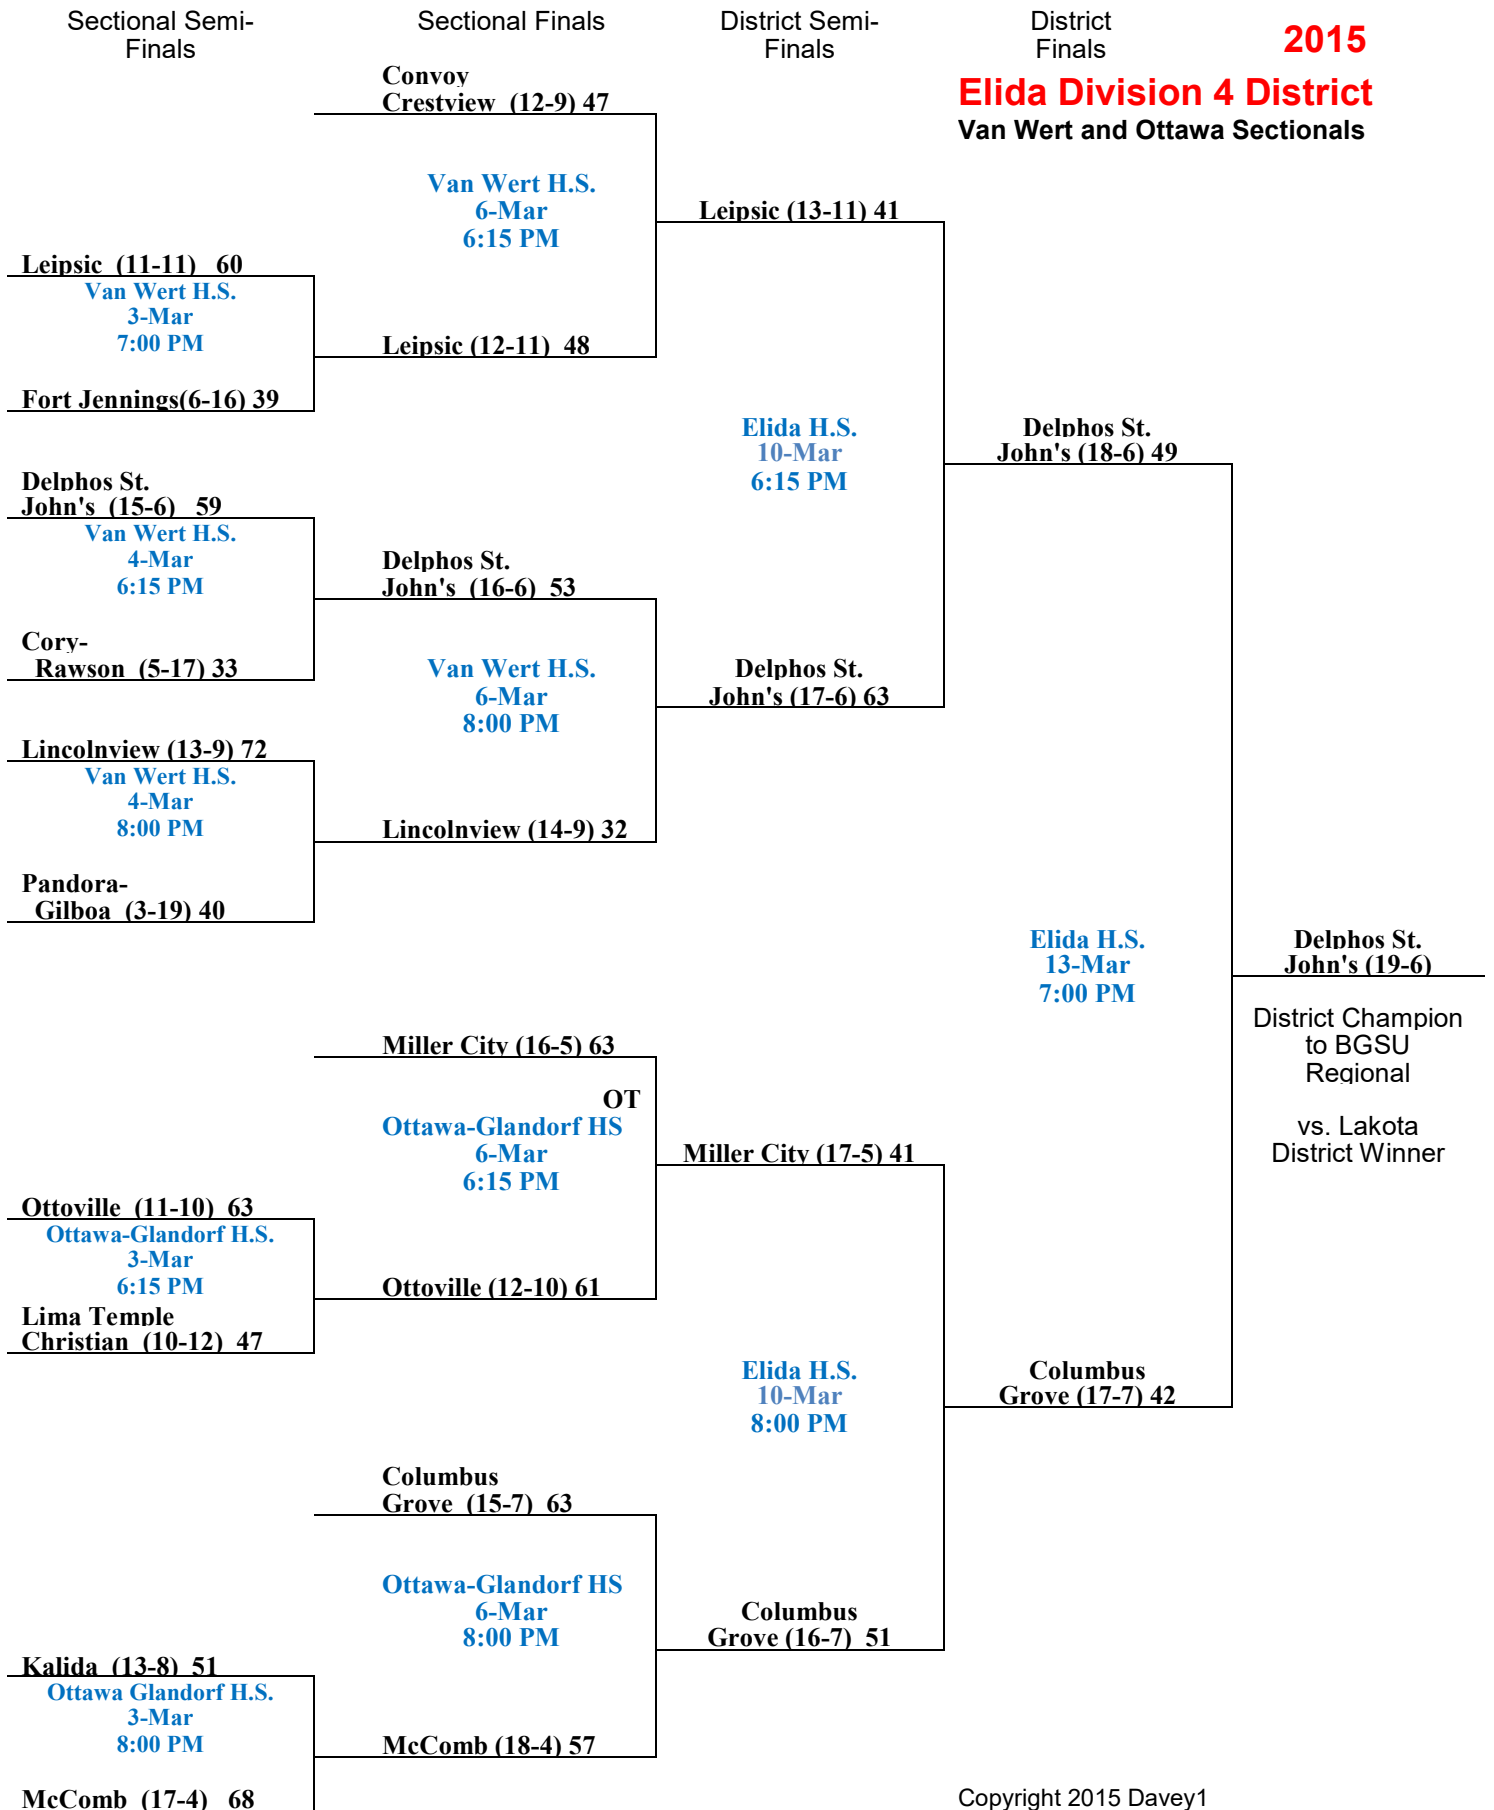 Sectional Semi-
Finals
Sectional Finals
District Semi-
Finals
District
Finals
2015
Elida Division 4 District
Van Wert and Ottawa Sectionals
Convoy
Crestview (12-9) 47
Van Wert H.S.
6-Mar
6:15 PM
Leipsic (13-11) 41
Leipsic (11-11) 60
Van Wert H.S.
3-Mar
7:00 PM
Leipsic (12-11) 48
Fort Jennings(6-16) 39
Elida H.S.
10-Mar
6:15 PM
Delphos St.
John's (18-6) 49
Delphos St.
John's (15-6) 59
Van Wert H.S.
4-Mar
6:15 PM
Delphos St.
John's (16-6) 53
Cory-
Rawson (5-17) 33
Van Wert H.S.
6-Mar
8:00 PM
Delphos St.
John's (17-6) 63
Lincolnview (13-9) 72
Van Wert H.S.
4-Mar
8:00 PM
Lincolnview (14-9) 32
Pandora-
Gilboa (3-19) 40
Elida H.S.
13-Mar
7:00 PM
Delphos St.
John's (19-6)
District Champion
to BGSU
Regional
vs. Lakota
District Winner
Miller City (16-5) 63
OT
Ottawa-Glandorf HS
6-Mar
6:15 PM
Miller City (17-5) 41
Ottoville (11-10) 63
Ottawa-Glandorf H.S.
3-Mar
6:15 PM
Ottoville (12-10) 61
Lima Temple
Christian (10-12) 47
Elida H.S.
10-Mar
8:00 PM
Columbus
Grove (17-7) 42
Columbus
Grove (15-7) 63
Ottawa-Glandorf HS
6-Mar
8:00 PM
Columbus
Grove (16-7) 51
Kalida (13-8) 51
Ottawa Glandorf H.S.
3-Mar
8:00 PM
McComb (18-4) 57
McComb (17-4) 68
Copyright 2015 Davey1